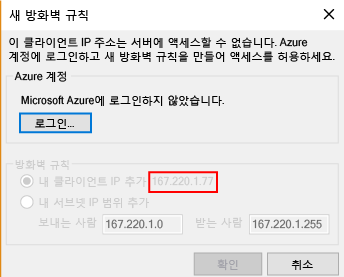 새 방화벽 규칙
이 클라이언트 IP 주소는 서버에 액세스할 수 없습니다. Azure
계정에 로그인하고 새 방화벽 규칙을 만들어 액세스를 허용하세요.
Azure 계정
Microsoft Azure에 로그인하지 않았습니다.
로그인...
방화벽 규칙
내 클라이언트 IP 추가 167.220.1.77
내 서브넷 IP 범위 추가
보내는 사람 167.220.1.0 받는 사람 167.220.1.255
확인 취소